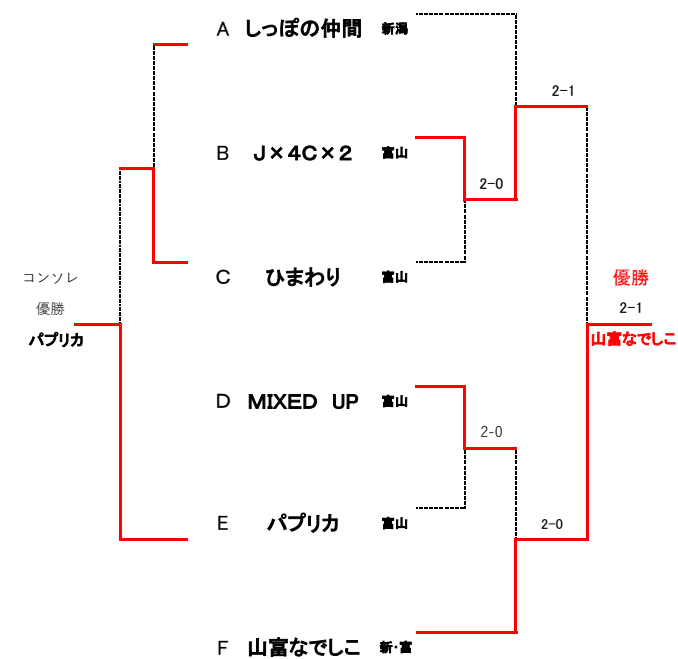 A しっぽの仲間 新潟
2-1
B J×4C×2 富山
2-0
C ひまわり 富山
コンソレ
優勝
優勝
2-1
パプリカ
山富なでしこ
D MIXED UP 富山
2-0
E パプリカ 富山
2-0
F 山富なでしこ 新・富